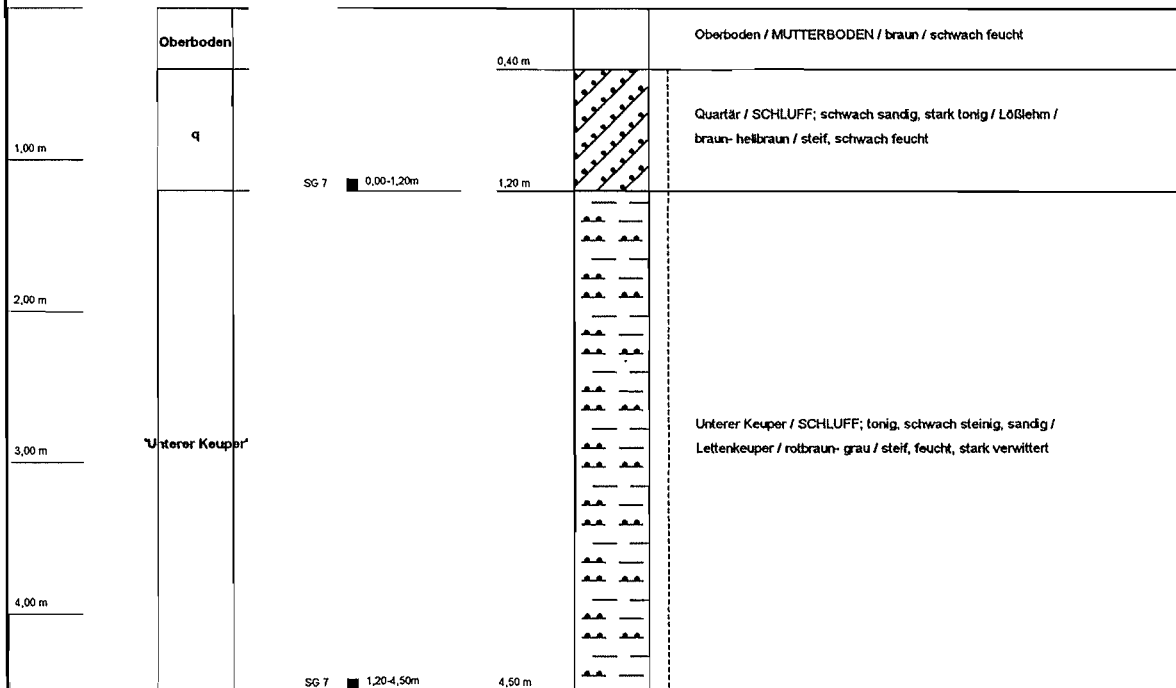 Oberboden
Oberboden / MUTTERBODEN / braun / schwach feucht
0,40 m
q
Quartär / SCHLUFF; schwach sandig, stark tonig / Lößlehm /
braun- hellbraun / steif, schwach feucht
1,00 m
SG 7 0,00-1,20m
1,20 m
2,00 m
"Unterer Keuper"
Unterer Keuper / SCHLUFF; tonig, schwach steinig, sandig /
Lettenkeuper / rotbraun- grau / steif, feucht, stark verwittert
3,00 m
4,00 m
SG 7 1,20-4,50m
4,50 m